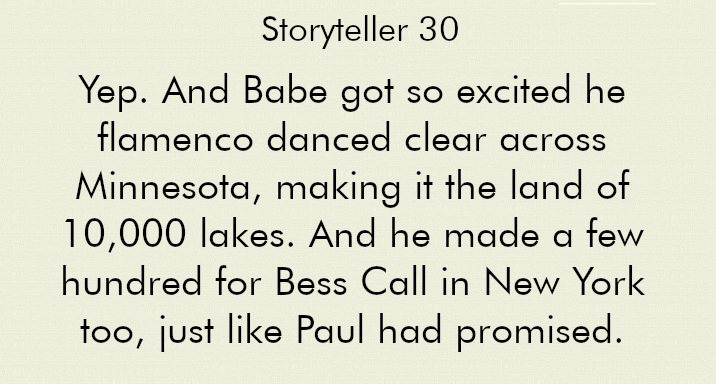 Storyteller 30
Yep. And Babe got so excited he
flamenco danced clear across
Minnesota, making it the land of
10,000 lakes. And he made a few
hundred for Bess Call in New York
too, just like Paul had promised.